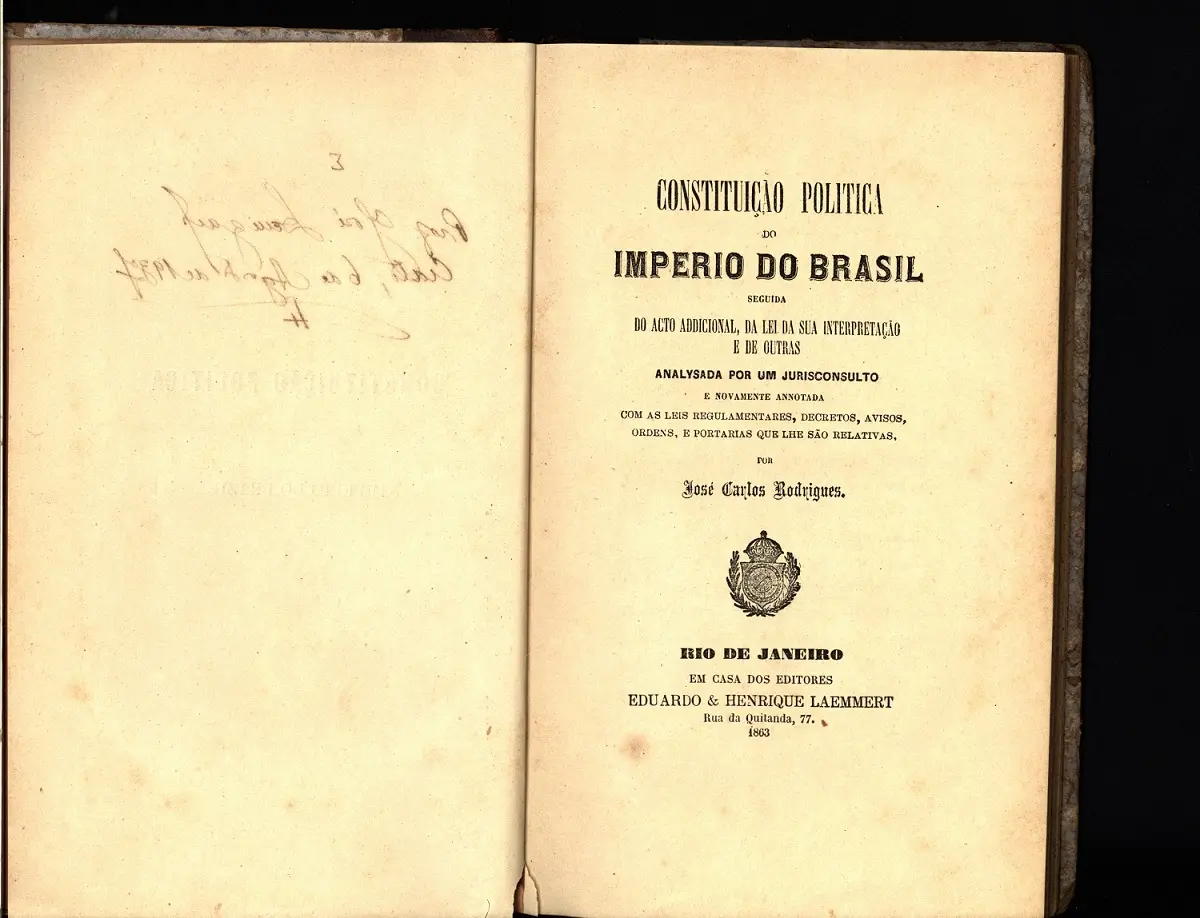 CONSTITUIÇÃO POLITICA
DO
IMPERIO DO BRASIL
SEGUIDA
DO ACTO ADDICIONAL, DA LEI DA SUA INTERPRETAÇÃO
E DE OUTRAS
ANALYSADA POR UM JURISCONSULTO
E NOVAMENTE ANNOTADA
COM AS LEIS REGULAMENTARES, DECRETOS, AVISOS,
ORDENS, E PORTARIAS QUE LHE SÃO RELATIVAS,
POR
José Carlos Rodrigues.
RIO DE JANEIRO
EM CASA DOS EDITORES
EDUARDO & HENRIQUE LAEMMERT
Rua da Quitanda, 77.
1863